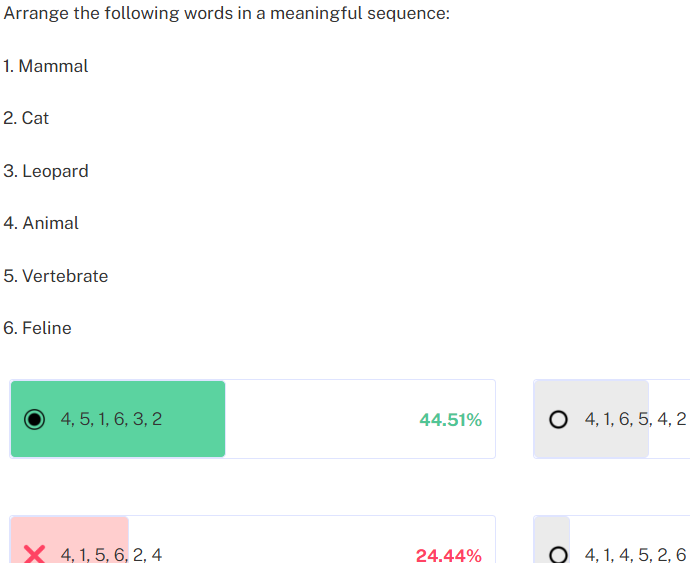 Arrange the following words in a meaningful sequence:
1. Mammal
2. Cat
3. Leopard
4. Animal
5. Vertebrate
6. Feline
4, 5, 1, 6, 3, 2 44.51% 4, 1, 6, 5, 4, 2
4, 1, 5, 6, 2, 4 24.44% 4, 1, 4, 5, 2, 6